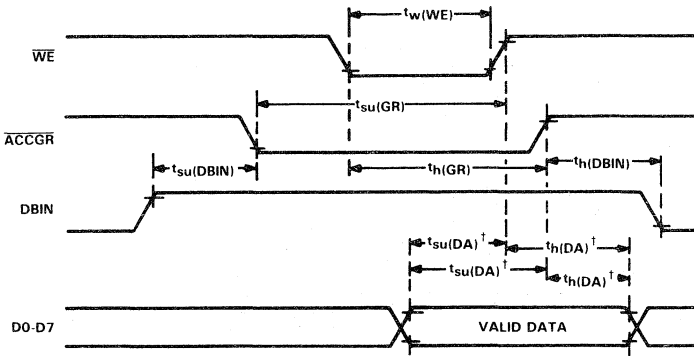 tw(WE)
WE
tsu(GR)
ACCGR
tsu(DBIN)
th(GR)
th(DBIN)
DBIN
tsu(DA)†
th(DA)†
tsu(DA)†
th(DA)†
D0-D7
VALID DATA